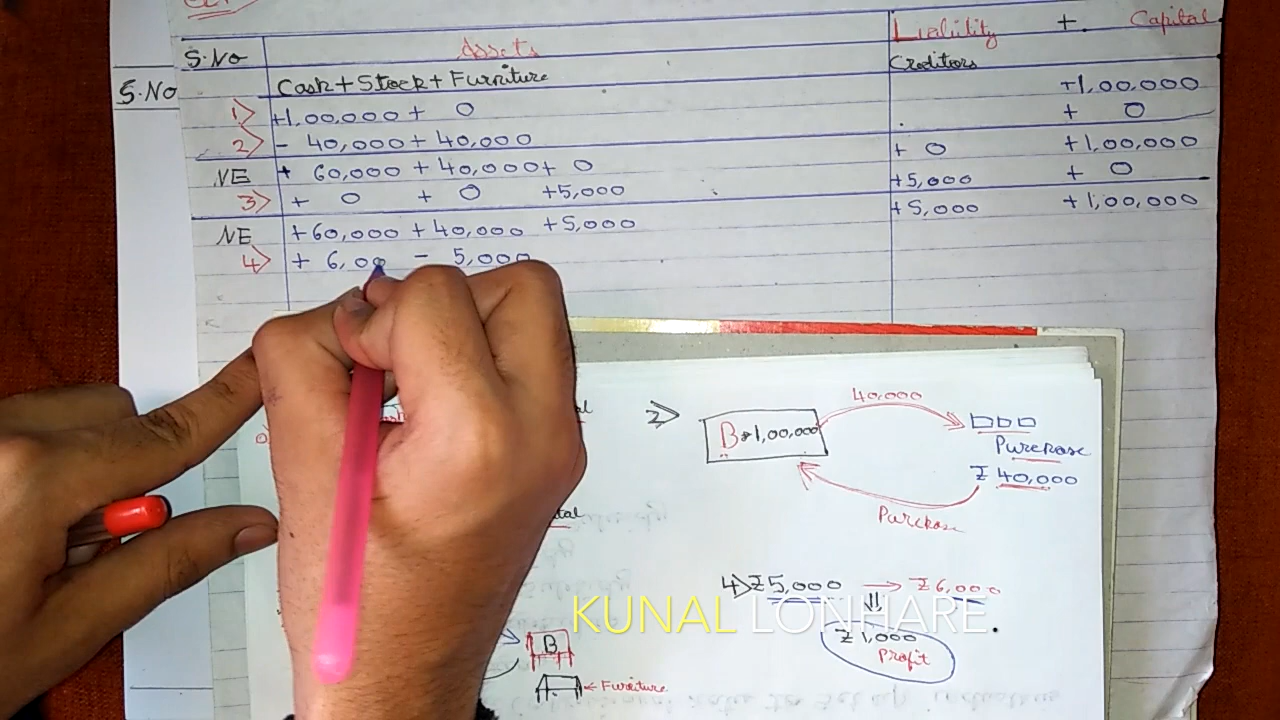 Assets
Liability + Capital
S.No
S.No
Cash + Stock + Furniture
Creditors
1> +1,00,000 + 0
+1,00,000
2> - 40,000 + 40,000
+ 0
NE + 60,000 + 40,000 + 0
+ 0 +1,00,000
3> + 0 + 0 +5,000
+5,000 + 0
NE +60,000 +40,000 +5,000
+5,000 +1,00,000
4> + 6,00 - 5,000
2> B→1,00,000
40,000
Purchase
₹ 40,000
Purchase
4> ₹ 5,000 → ₹ 6,000
₹ 1,000
Profit
KUNAL LONHARE
B
← Furniture